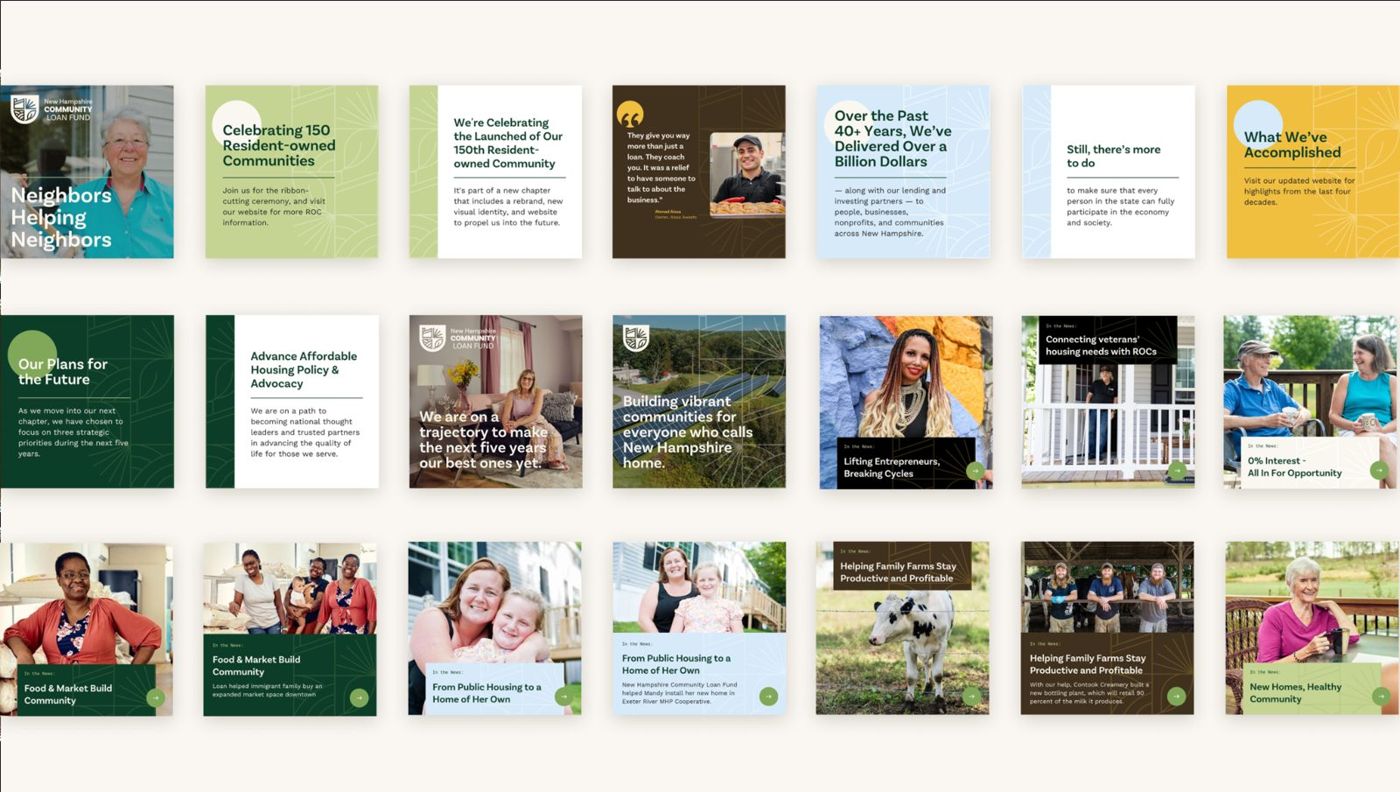 New Hampshire
COMMUNITY
LOAN FUND
Neighbors
Helping
Neighbors
Celebrating 150
Resident-owned
Communities
Join us for the ribbon-
cutting ceremony, and visit
our website for more ROC
information.
We're Celebrating
the Launched of Our
150th Resident-
owned Community
It's part of a new chapter
that includes a rebrand, new
visual identity, and website
to propel us into the future.
They give you way
more than just a
loan. They coach
you. It was a relief
to have someone to
talk to about the
business."
Over the Past
40+ Years, We've
Delivered Over a
Billion Dollars
— along with our lending and
investing partners — to
people, businesses,
nonprofits, and communities
across New Hampshire.
Still, there's more
to do
to make sure that every
person in the state can fully
participate in the economy
and society.
What We've
Accomplished
Visit our updated website for
highlights from the last four
decades.
Our Plans for
the Future
As we move into our next
chapter, we have chosen to
focus on three strategic
priorities during the next five
years.
Advance Affordable
Housing Policy &
Advocacy
We are on a path to
becoming national thought
leaders and trusted partners
in advancing the quality of
life for those we serve.
New Hampshire
COMMUNITY
LOAN FUND
We are on a
trajectory to make
the next five years
our best ones yet.
Building vibrant
communities for
everyone who calls
New Hampshire
home.
In the News:
Lifting Entrepreneurs,
Breaking Cycles
In the News:
Connecting veterans'
housing needs with ROCs
In the News:
0% Interest -
All In For Opportunity
In the News:
Food & Market Build
Community
In the News:
Food & Market Build
Community
Loan helped immigrant family buy an
expanded market space downtown
In the News:
From Public Housing to a
Home of Her Own
In the News:
From Public Housing to a
Home of Her Own
New Hampshire Community Loan Fund
helped Mandy install her new home in
Exeter River MHP Cooperative.
In the News:
Helping Family Farms Stay
Productive and Profitable
In the News:
Helping Family Farms Stay
Productive and Profitable
With our help, Contook Creamery built a
new bottling plant, which will retail 90
percent of the milk it produces.
In the News:
New Homes, Healthy
Community